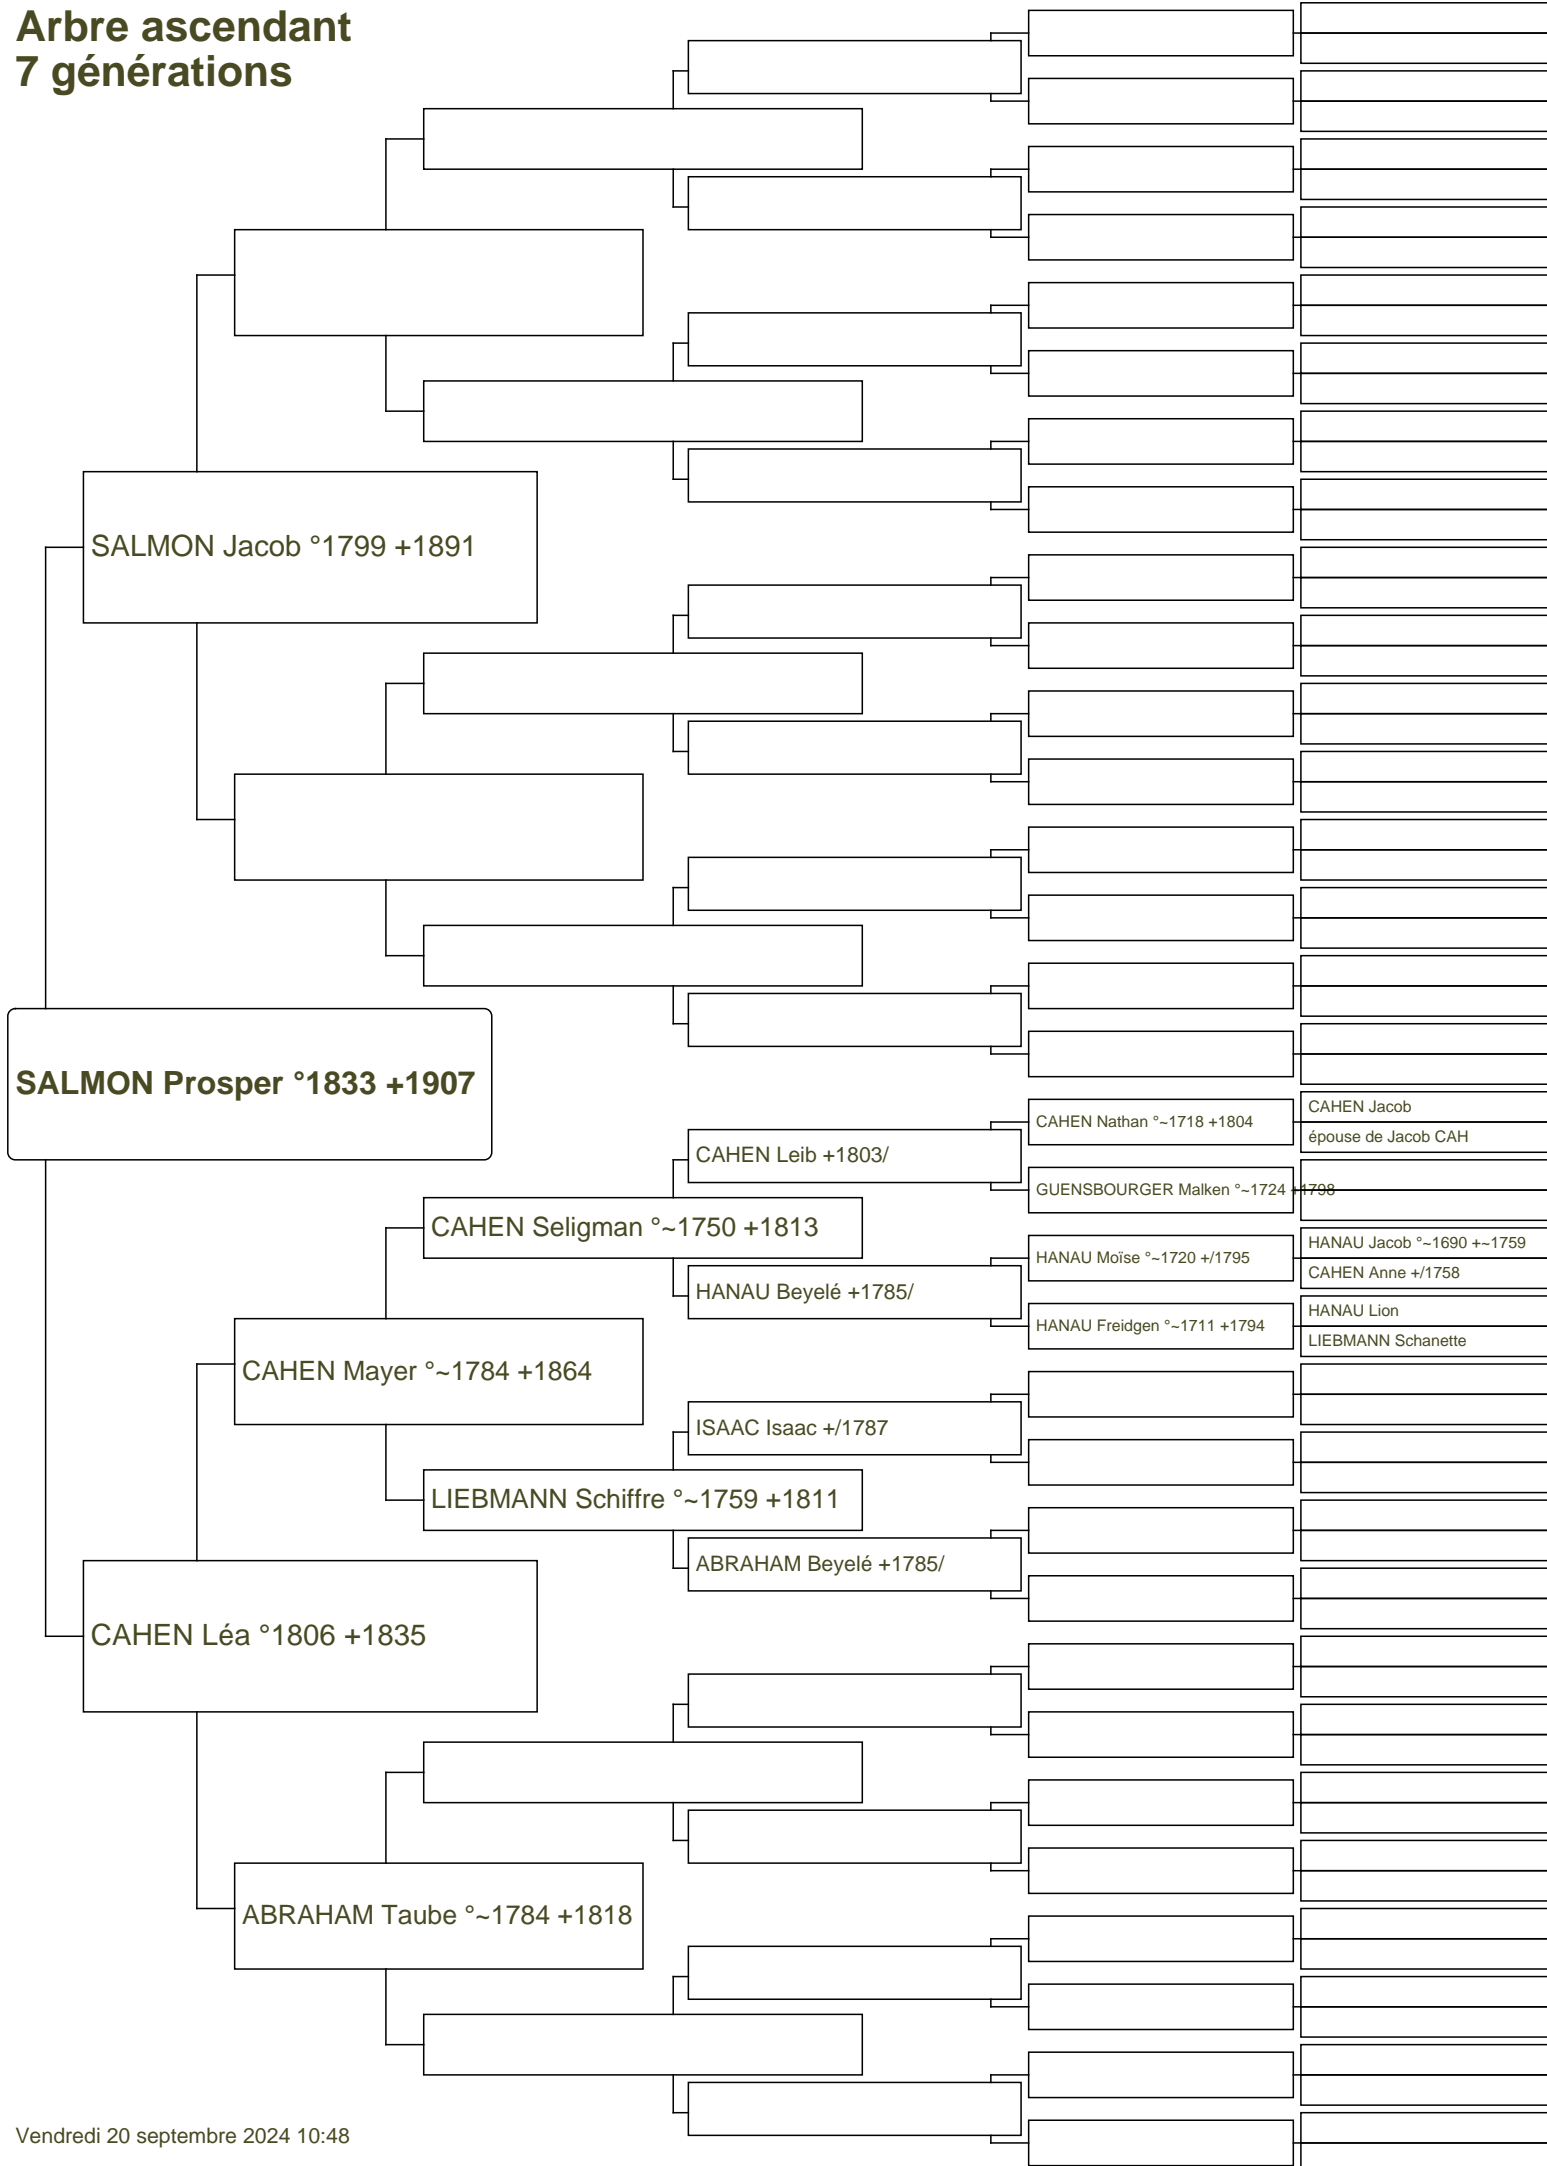 Arbre ascendant
7 générations
SALMON Jacob °1799 +1891
SALMON Prosper °1833 +1907
CAHEN Jacob
CAHEN Nathan °~1718 +1804
épouse de Jacob CAH
CAHEN Leib +1803/
GUENSBOURGER Malken °~1724 +1798
CAHEN Seligman °~1750 +1813
HANAU Jacob °~1690 +~1759
HANAU Moïse °~1720 +/1795
CAHEN Anne +/1758
HANAU Beyelé +1785/
HANAU Lion
HANAU Freidgen °~1711 +1794
LIEBMANN Schanette
CAHEN Mayer °~1784 +1864
ISAAC Isaac +/1787
LIEBMANN Schiffre °~1759 +1811
ABRAHAM Beyelé +1785/
CAHEN Léa °1806 +1835
ABRAHAM Taube °~1784 +1818
Vendredi 20 septembre 2024 10:48